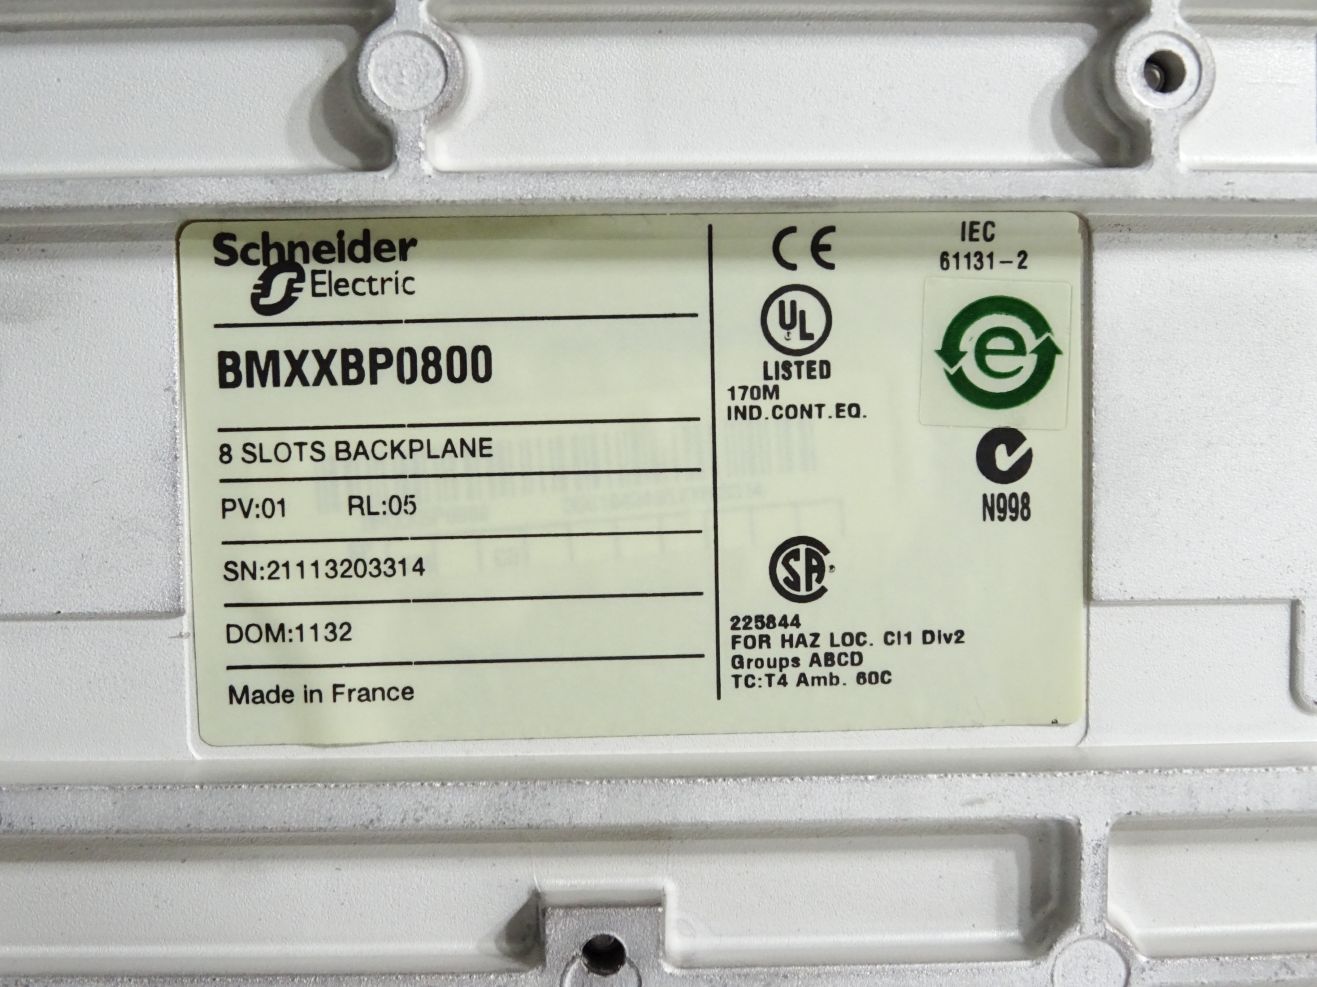 Schneider
Electric
BMXXBP0800
8 SLOTS BACKPLANE
PV:01 RL:05
SN:21113203314
DOM:1132
Made in France
CE
IEC
61131-2
UL
LISTED
170M
IND.CONT.EQ.
e
N998
SA
225844
FOR HAZ LOC. Cl1 Div2
Groups ABCD
TC:T4 Amb. 60C